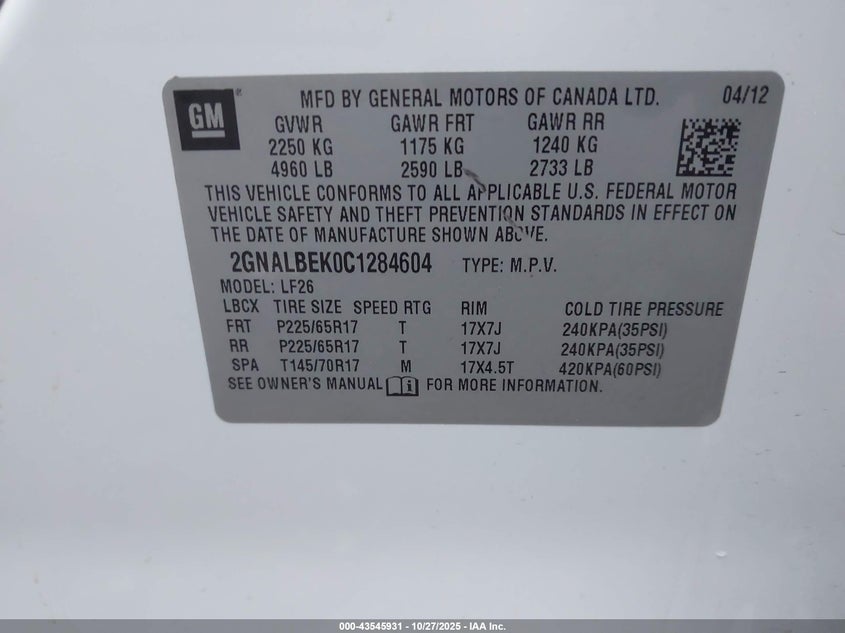 GM ® MFD BY GENERAL MOTORS OF CANADA LTD. 04/12
GVWR GAWR FRT GAWR RR
2250 KG 1175 KG 1240 KG
4960 LB 2590 LB 2733 LB
THIS VEHICLE CONFORMS TO ALL APPLICABLE U.S. FEDERAL MOTOR
VEHICLE SAFETY AND THEFT PREVENTION STANDARDS IN EFFECT ON
THE DATE OF MANUFACTURE SHOWN ABOVE.
2GNALBEK0C1284604 TYPE: M.P.V.
MODEL: LF26
LBCX TIRE SIZE SPEED RTG RIM COLD TIRE PRESSURE
FRT P225/65R17 T 17X7J 240KPA(35PSI)
RR P225/65R17 T 17X7J 240KPA(35PSI)
SPA T145/70R17 M 17X4.5T 420KPA(60PSI)
SEE OWNER'S MANUAL FOR MORE INFORMATION.
000-43545931 - 10/27/2025 - IAA Inc.